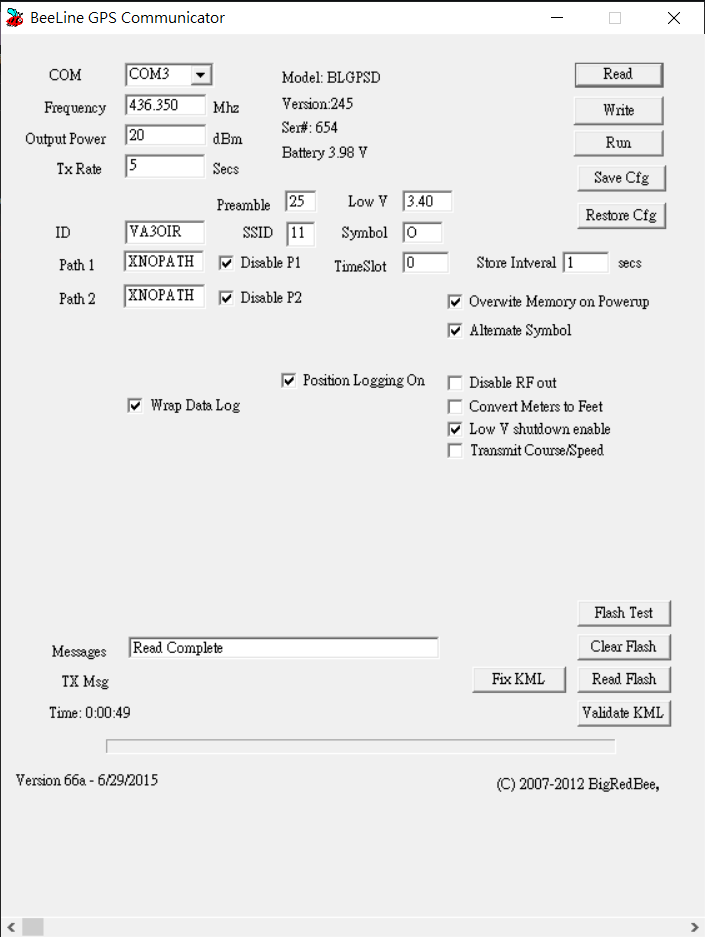 BeeLine GPS Communicator
COM COM3 Model: BLGPSD Read
Frequency 436.350 Mhz Version:245 Write
Output Power 20 dBm Ser#: 654 Run
Tx Rate 5 Secs Battery 3.98 V Save Cfg
Preamble 25 Low V 3.40 Restore Cfg
ID VA3OIR SSID 11 Symbol O
Path 1 XNOPATH Disable P1 TimeSlot 0 Store Intveral 1 secs
Path 2 XNOPATH Disable P2 Overwite Memory on Powerup
Alternate Symbol
Position Logging On Disable RF out
Wrap Data Log Convert Meters to Feet
Low V shutdown enable
Transmit Course/Speed
Flash Test
Messages Read Complete Clear Flash
TX Msg Fix KML Read Flash
Time: 0:00:49 Validate KML
Version 66a - 6/29/2015 (C) 2007-2012 BigRedBee,